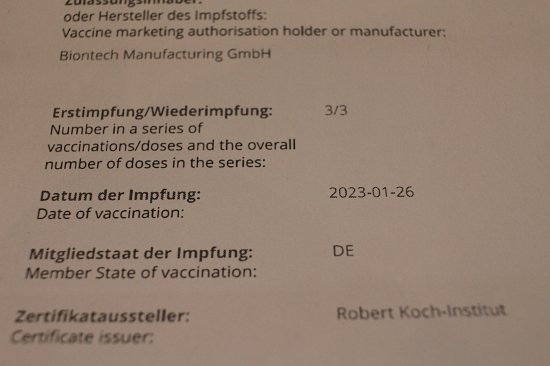 Zulassungsinhaber:
oder Hersteller des Impfstoffs:
Vaccine marketing authorisation holder or manufacturer:
Biontech Manufacturing GmbH
Erstimpfung/Wiederimpfung: 3/3
Number in a series of
vaccinations/doses and the overall
number of doses in the series:
Datum der Impfung: 2023-01-26
Date of vaccination:
Mitgliedstaat der Impfung: DE
Member State of vaccination:
Zertifikataussteller: Robert Koch-Institut
Certificate issuer: